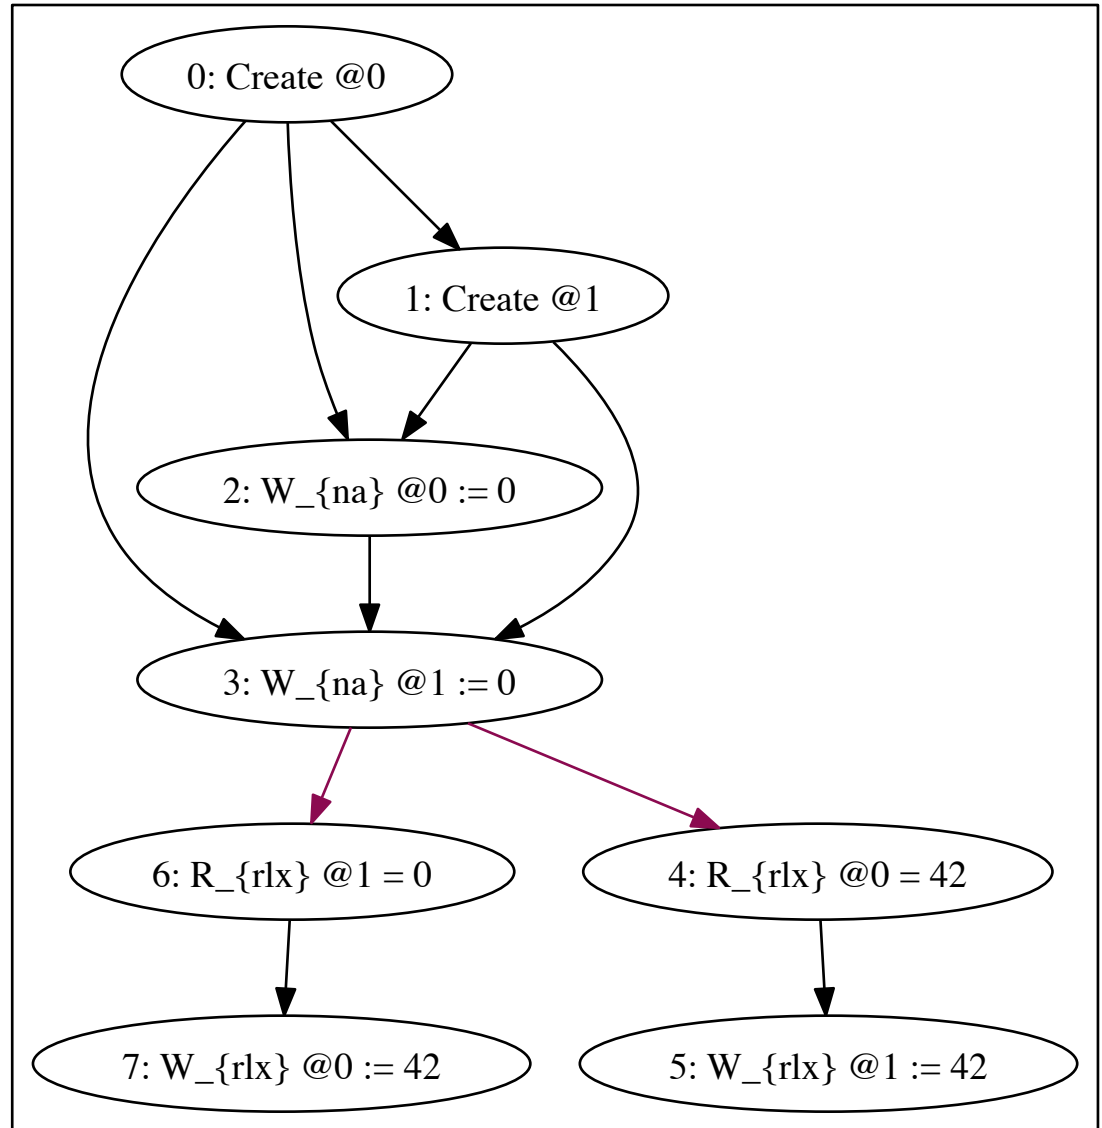 0: Create @0
1: Create @1
2: W_{na} @0 := 0
3: W_{na} @1 := 0
6: R_{rlx} @1 = 0
4: R_{rlx} @0 = 42
7: W_{rlx} @0 := 42
5: W_{rlx} @1 := 42